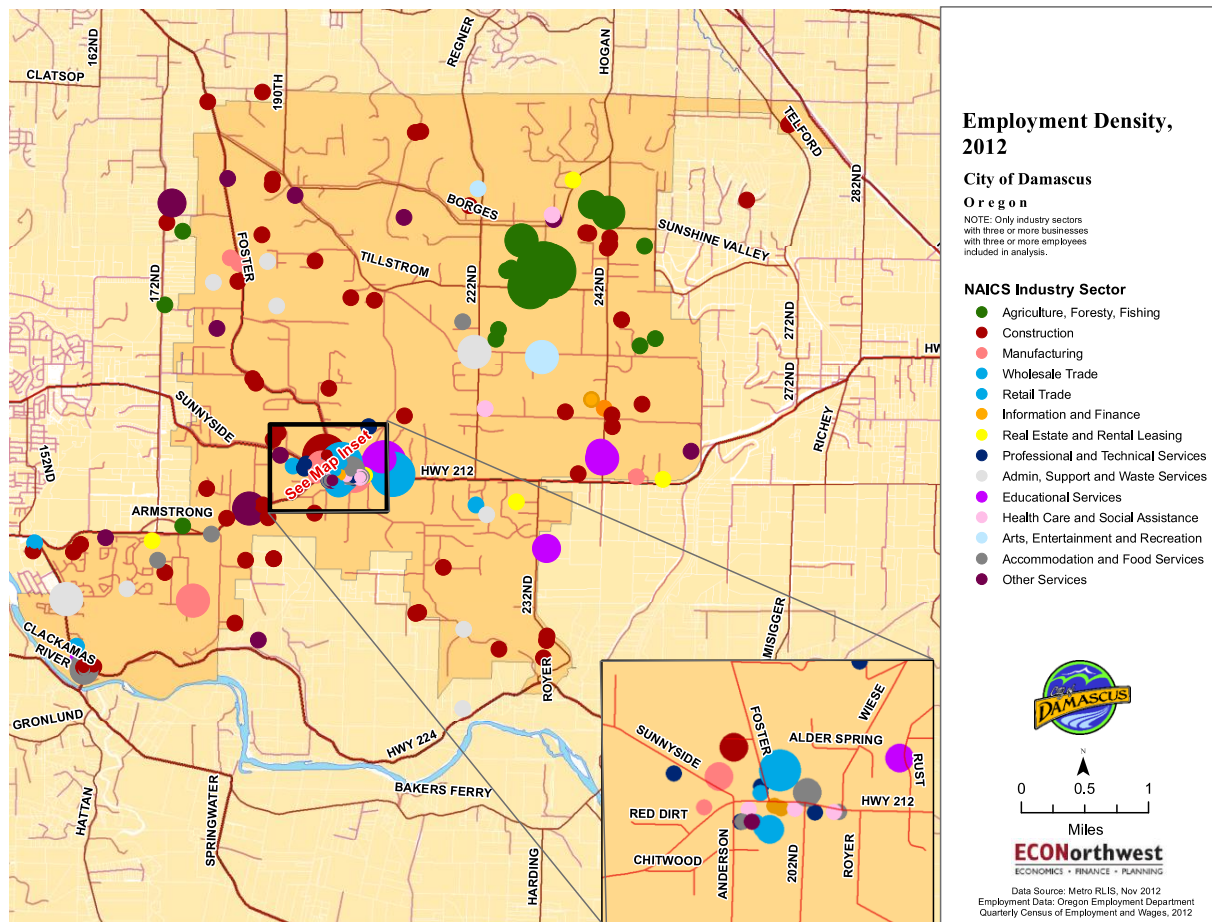 162ND
CLATSOP
190TH
REGNER
HOGAN
TELFORD
282ND
BORGES
SUNSHINE VALLEY
FOSTER
TILLSTROM
172ND
222ND
242ND
272ND
HW
272ND
SUNNYSIDE
RICHEY
152ND
See Map Inset
HWY 212
ARMSTRONG
232ND
MISIGGER
CLACKAMAS
RIVER
ROYER
GRONLUND
HWY 224
BAKERS FERRY
HATTAN
SPRINGWATER
HARDING
WIESE
FOSTER
SUNNYSIDE
ALDER SPRING
RUST
HWY 212
RED DIRT
CHITWOOD
ANDERSON
202ND
ROYER
Employment Density,
2012
City of Damascus
Oregon
NOTE: Only industry sectors
with three or more businesses
with three or more employees
included in analysis.
NAICS Industry Sector
Agriculture, Foresty, Fishing
Construction
Manufacturing
Wholesale Trade
Retail Trade
Information and Finance
Real Estate and Rental Leasing
Professional and Technical Services
Admin, Support and Waste Services
Educational Services
Health Care and Social Assistance
Arts, Entertainment and Recreation
Accommodation and Food Services
Other Services
City of
DAMASCUS
N
0 0.5 1
Miles
ECONorthwest
ECONOMICS • FINANCE • PLANNING
Data Source: Metro RLIS, Nov 2012
Employment Data: Oregon Employment Department
Quarterly Census of Employment and Wages, 2012